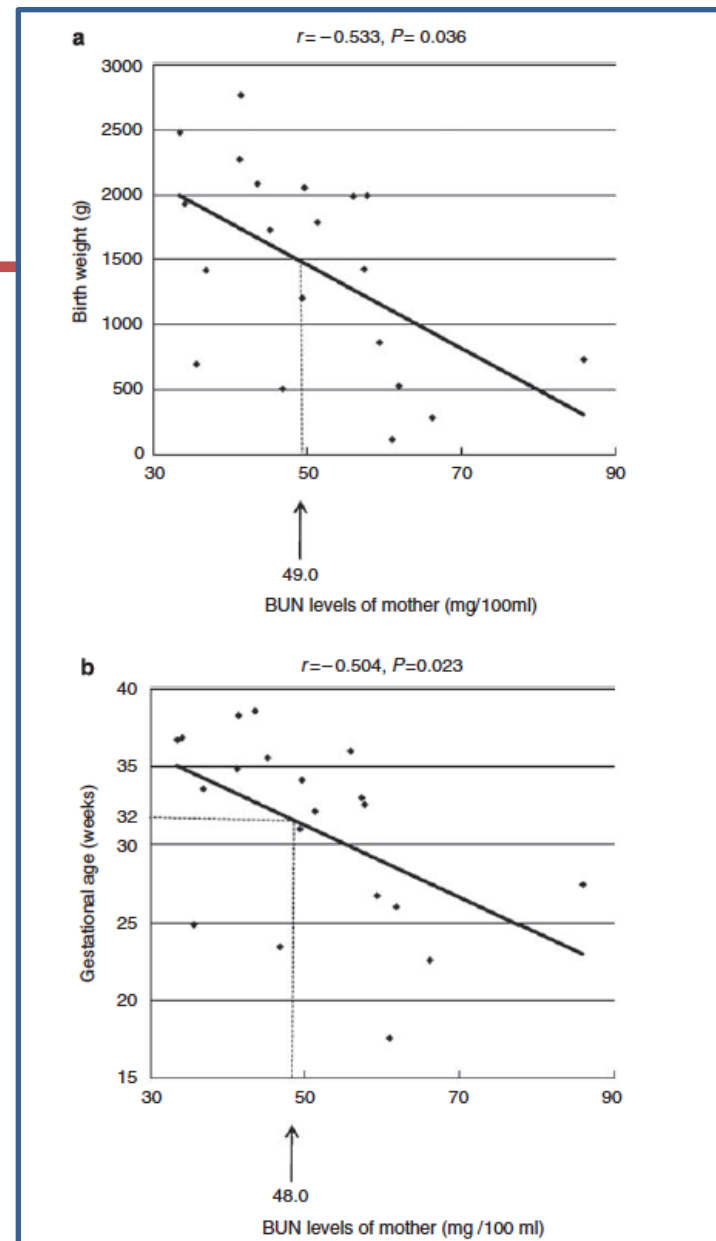 a
r=−0.533, P= 0.036
3000
2500
2000
1500
1000
500
0
Birth weight (g)
30 50 70 90
49.0
BUN levels of mother (mg/100ml)
b
r=−0.504, P=0.023
40
35
32
30
25
20
15
Gestational age (weeks)
30 50 70 90
48.0
BUN levels of mother (mg /100 ml)